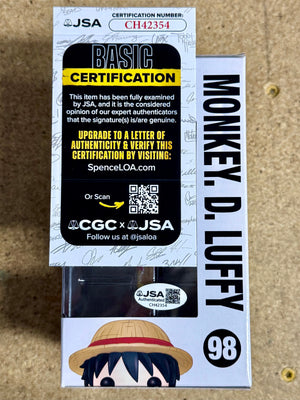 JSA
CERTIFICATION NUMBER:
CH42354
BASIC
CERTIFICATION
This item has been fully examined
by JSA, and it is the considered
opinion of our expert authenticators
that the signature(s) is/are genuine.
UPGRADE TO A LETTER OF
AUTHENTICITY & VERIFY THIS
CERTIFICATION BY VISITING:
SpenceLOA.com
Or Scan
CGC x JSA
Follow us at @jsaloa
MONKEY. D. LUFFY
98
JSA
Authenticated
CH42354